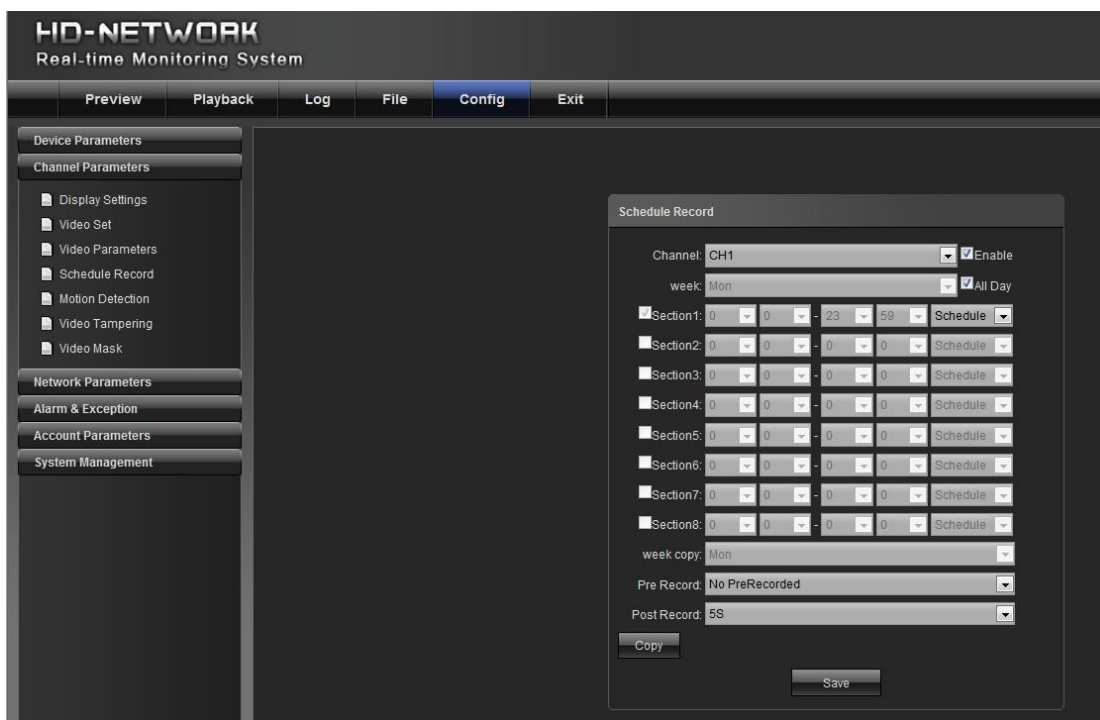 HD-NETWORK
Real-time Monitoring System
Preview Playback Log File Config Exit
Device Parameters
Channel Parameters
Display Settings
Video Set
Video Parameters
Schedule Record
Motion Detection
Video Tampering
Video Mask
Network Parameters
Alarm & Exception
Account Parameters
System Management
Schedule Record
Channel: CH1 Enable
week: Mon All Day
Section1: 0 0 - 23 59 Schedule
Section2: 0 0 - 0 0 Schedule
Section3: 0 0 - 0 0 Schedule
Section4: 0 0 - 0 0 Schedule
Section5: 0 0 - 0 0 Schedule
Section6: 0 0 - 0 0 Schedule
Section7: 0 0 - 0 0 Schedule
Section8: 0 0 - 0 0 Schedule
week copy: Mon
Pre Record: No PreRecorded
Post Record: 5S
Copy
Save